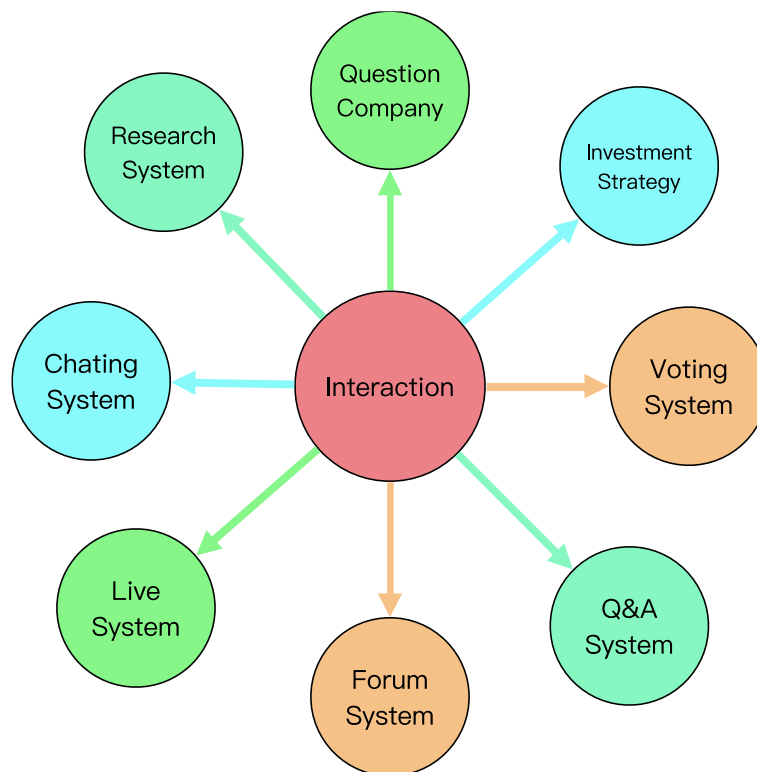 Question
Company
Research
System
Investment
Strategy
Chating
System
Interaction
Voting
System
Live
System
Q&A
System
Forum
System